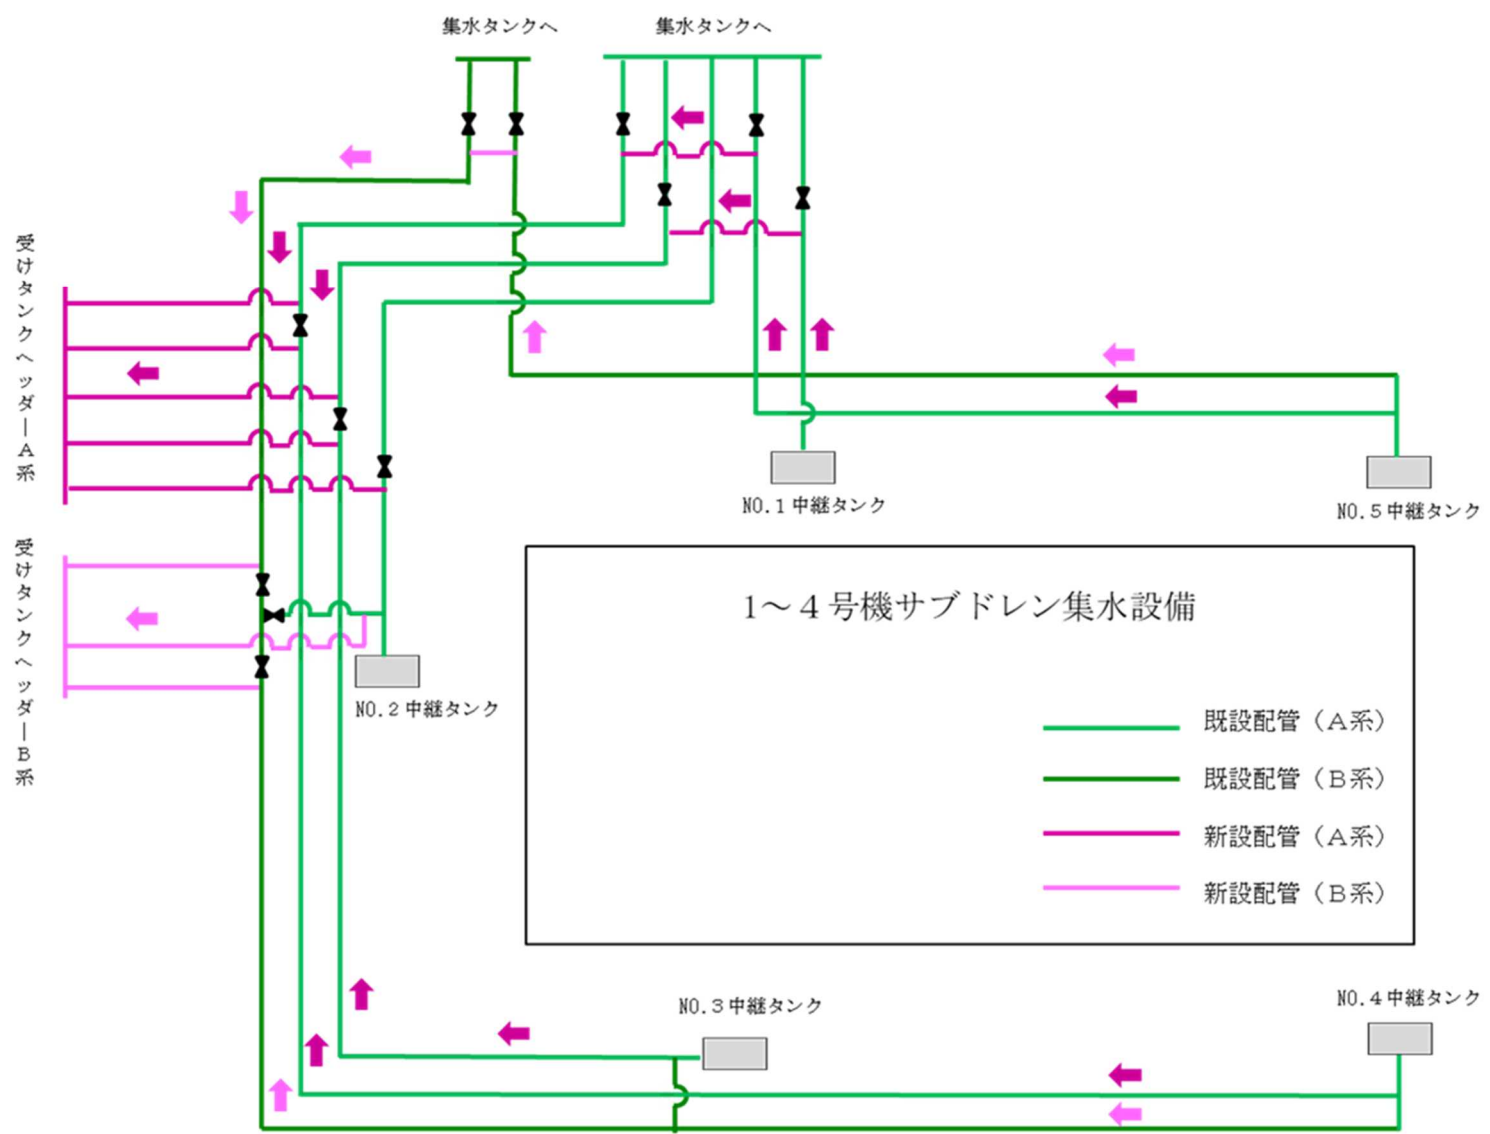 集水タンクへ
集水タンクへ
受けタンクヘッダーA系
NO.1中継タンク
NO.5中継タンク
受けタンクヘッダーB系
1～4号機サブドレン集水設備
NO.2中継タンク
既設配管（A系）
既設配管（B系）
新設配管（A系）
新設配管（B系）
NO.3中継タンク
NO.4中継タンク